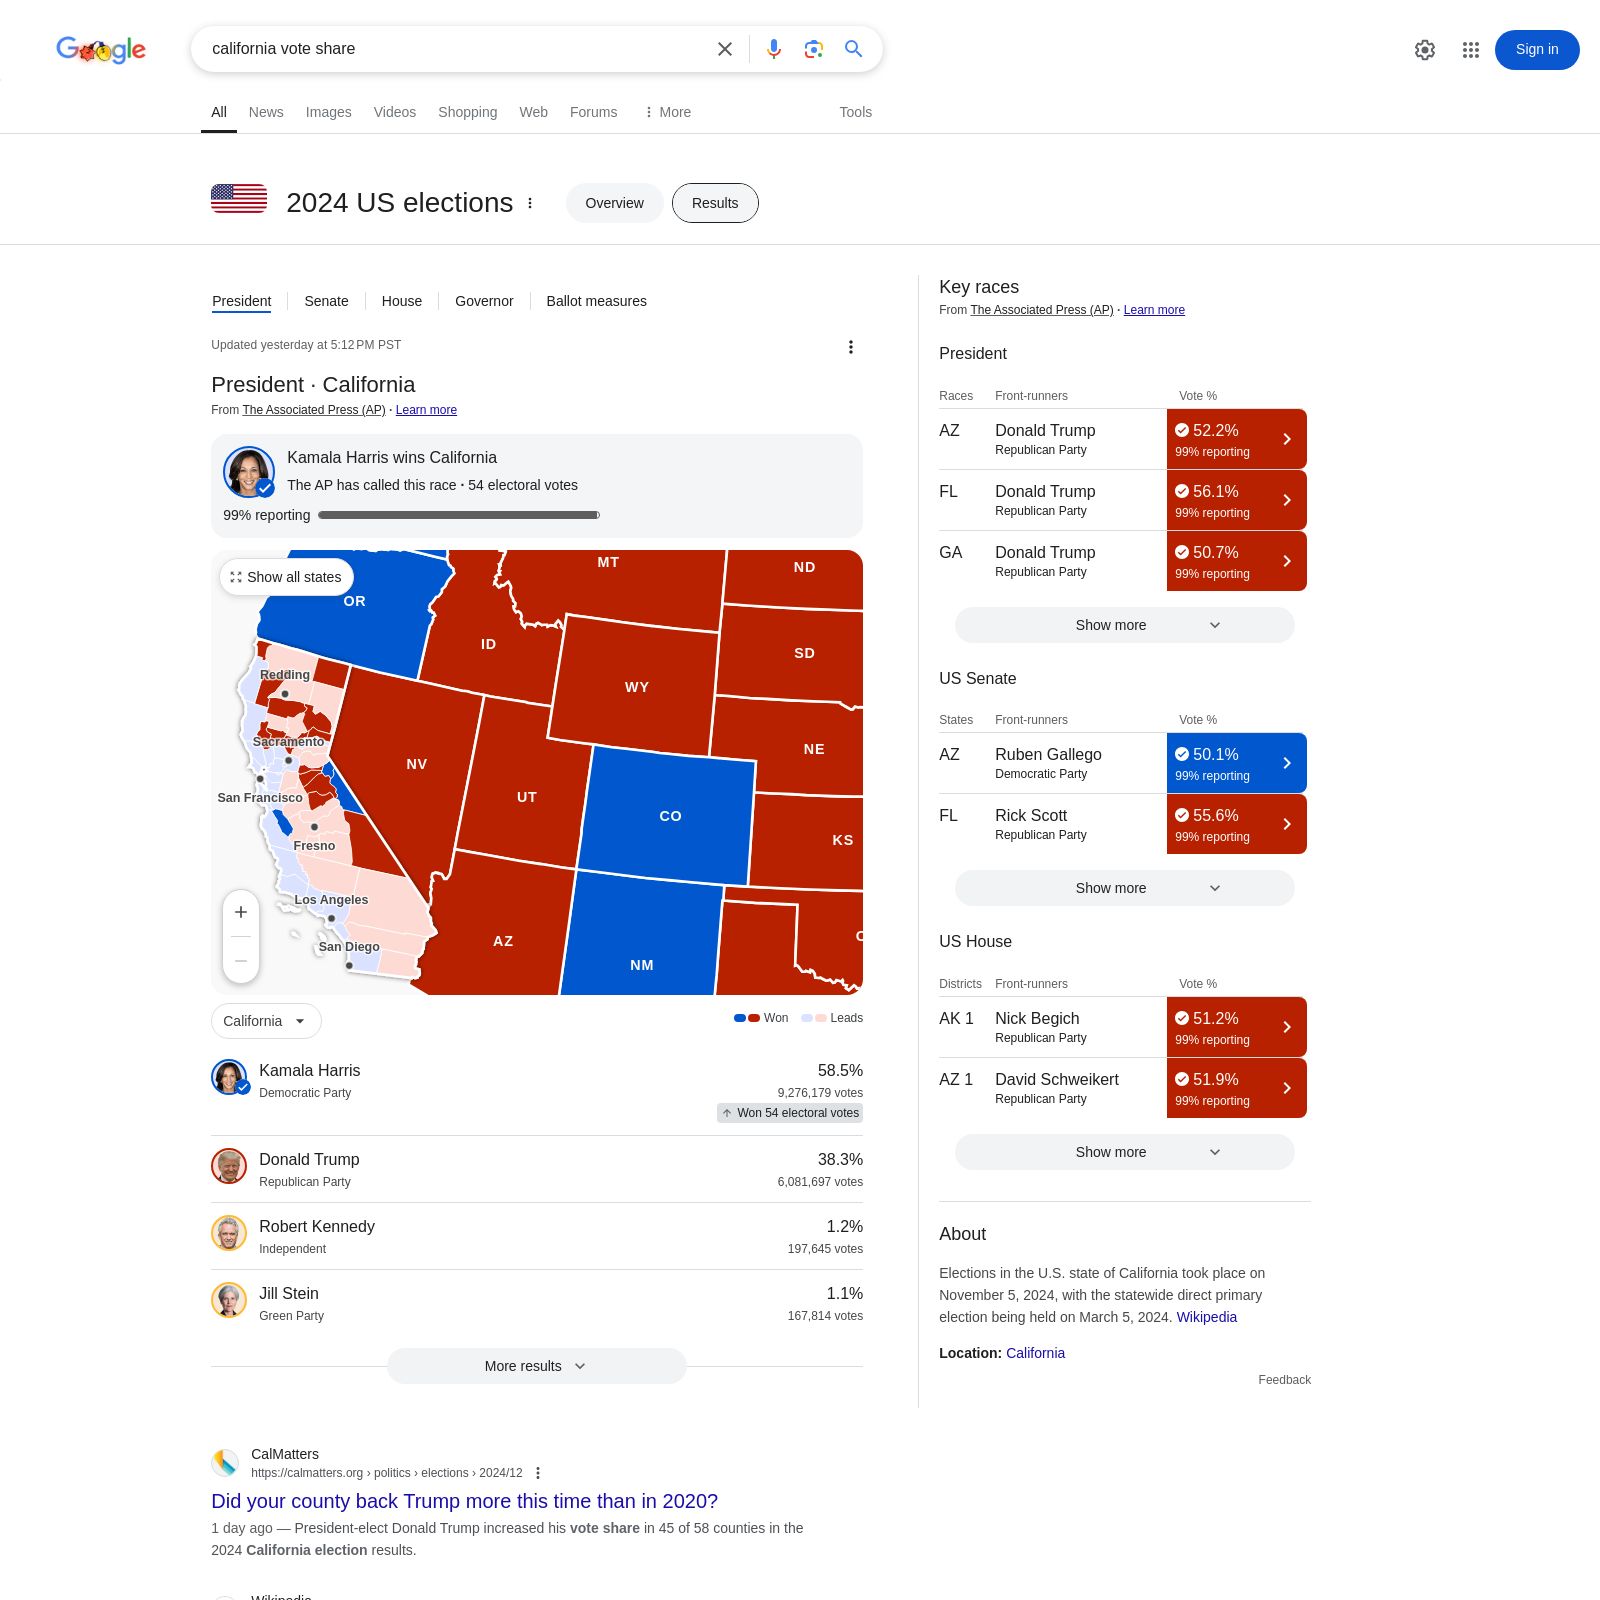 Google
california vote share
Sign in
All News Images Videos Shopping Web Forums More Tools
2024 US elections
Overview
Results
President
Senate
House
Governor
Ballot measures
Updated yesterday at 5:12 PM PST
President · California
From The Associated Press (AP) · Learn more
Kamala Harris wins California
The AP has called this race · 54 electoral votes
99% reporting
Show all states
MT
ND
OR
ID
SD
WY
Redding
NE
Sacramento
NV
San Francisco
UT
CO
KS
Fresno
Los Angeles
San Diego
AZ
NM
+
−
California
Won
Leads
Kamala Harris 58.5%
Democratic Party 9,276,179 votes
Won 54 electoral votes
Donald Trump 38.3%
Republican Party 6,081,697 votes
Robert Kennedy 1.2%
Independent 197,645 votes
Jill Stein 1.1%
Green Party 167,814 votes
More results
CalMatters
https://calmatters.org › politics › elections › 2024/12
Did your county back Trump more this time than in 2020?
1 day ago — President-elect Donald Trump increased his vote share in 45 of 58 counties in the
2024 California election results.
Key races
From The Associated Press (AP) · Learn more
President
Races Front-runners Vote %
AZ Donald Trump 52.2%
Republican Party 99% reporting
FL Donald Trump 56.1%
Republican Party 99% reporting
GA Donald Trump 50.7%
Republican Party 99% reporting
Show more
US Senate
States Front-runners Vote %
AZ Ruben Gallego 50.1%
Democratic Party 99% reporting
FL Rick Scott 55.6%
Republican Party 99% reporting
Show more
US House
Districts Front-runners Vote %
AK 1 Nick Begich 51.2%
Republican Party 99% reporting
AZ 1 David Schweikert 51.9%
Republican Party 99% reporting
Show more
About
Elections in the U.S. state of California took place on
November 5, 2024, with the statewide direct primary
election being held on March 5, 2024. Wikipedia
Location: California
Feedback